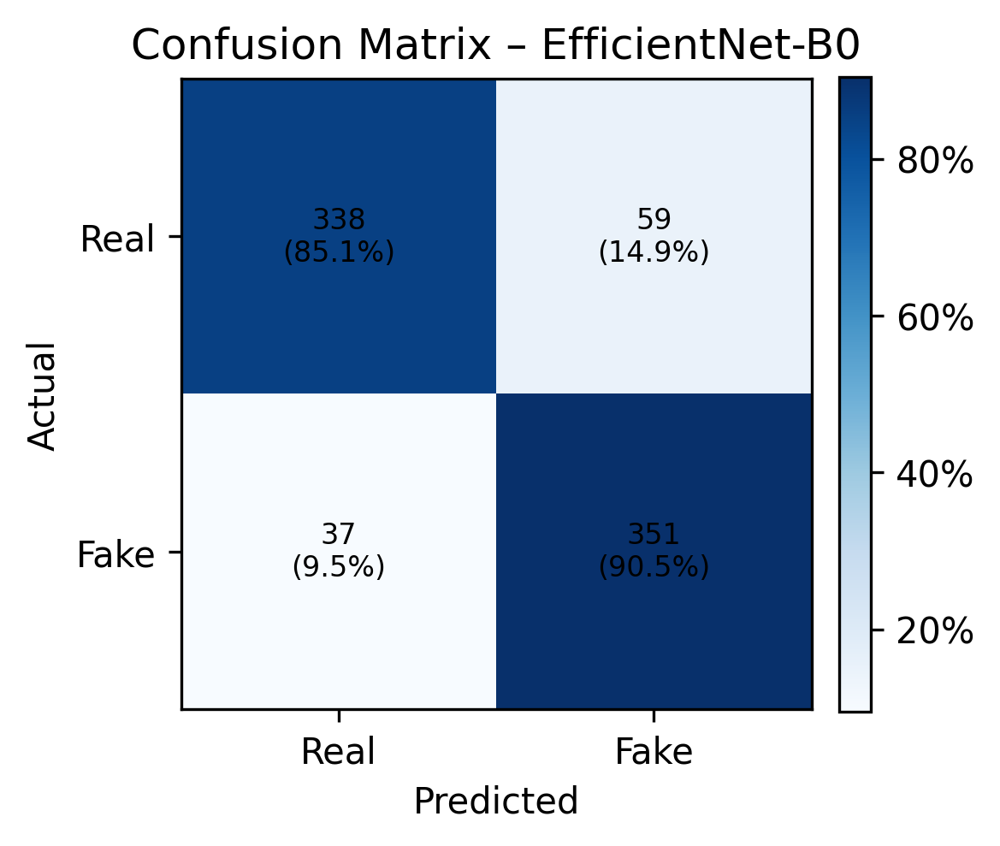 Confusion Matrix – EfficientNet-B0
Actual
Real
338
(85.1%)
59
(14.9%)
Fake
37
(9.5%)
351
(90.5%)
Real
Fake
Predicted
80%
60%
40%
20%